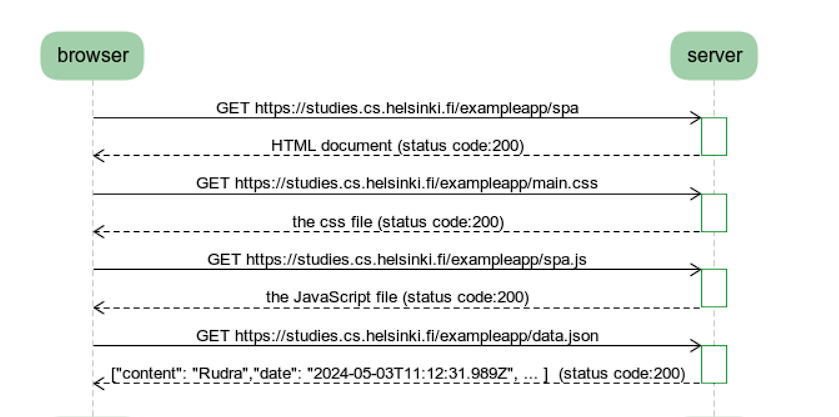 browser
server
GET https://studies.cs.helsinki.fi/exampleapp/spa
HTML document (status code:200)
GET https://studies.cs.helsinki.fi/exampleapp/main.css
the css file (status code:200)
GET https://studies.cs.helsinki.fi/exampleapp/spa.js
the JavaScript file (status code:200)
GET https://studies.cs.helsinki.fi/exampleapp/data.json
["content": "Rudra","date": "2024-05-03T11:12:31.989Z", ... ]  (status code:200)